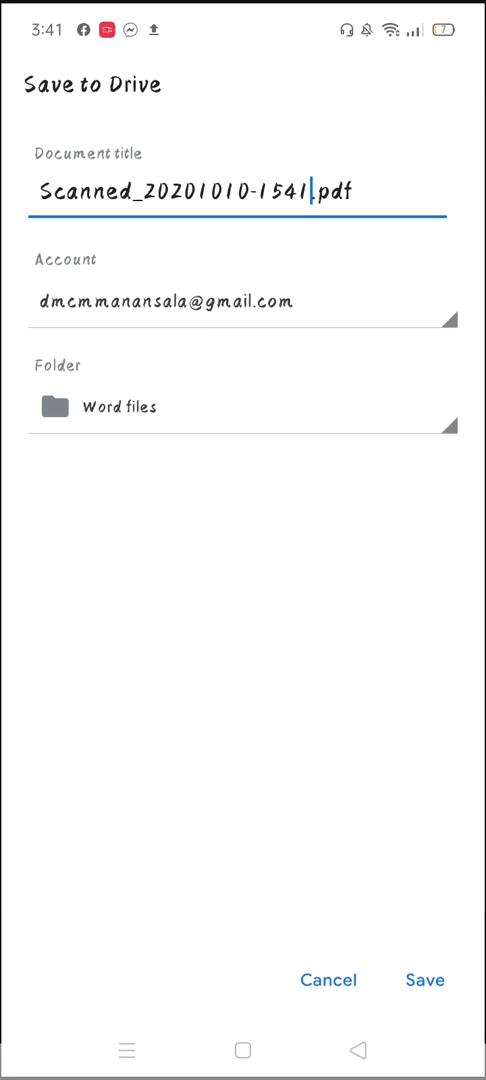 3:41 7
Save to Drive
Document title
Scanned_20201010-1541.pdf
Account
dmcmmanansala@gmail.com
Folder
Word files
Cancel Save